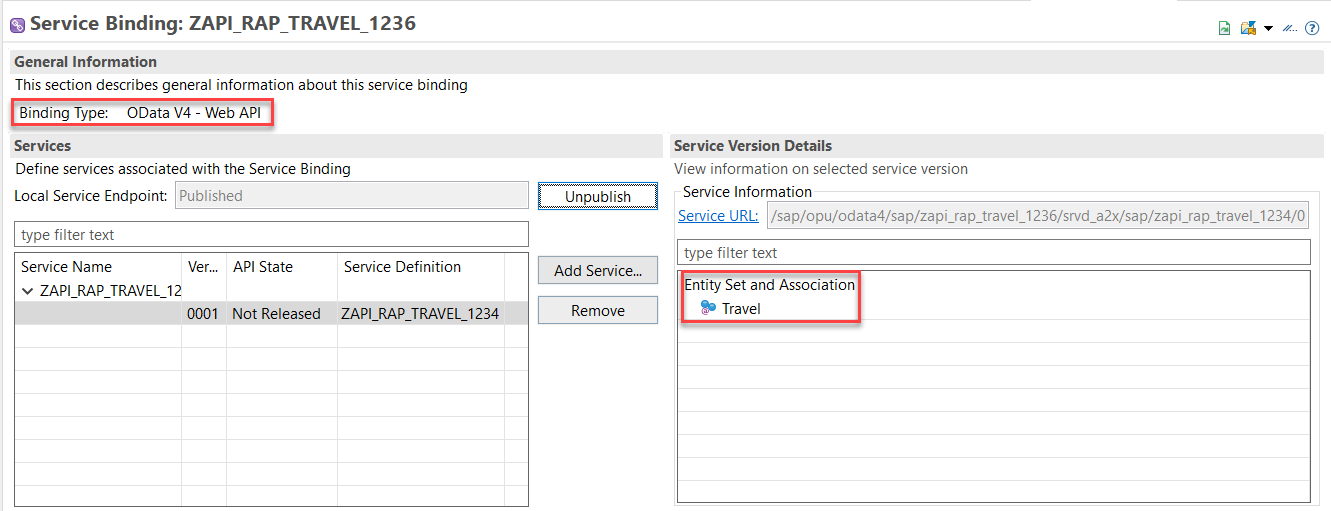 Service Binding: ZAPI_RAP_TRAVEL_1236
General Information
This section describes general information about this service binding
Binding Type: OData V4 - Web API
Services
Define services associated with the Service Binding
Local Service Endpoint: Published Unpublish
type filter text
Service Name Ver... API State Service Definition
ZAPI_RAP_TRAVEL_12
0001 Not Released ZAPI_RAP_TRAVEL_1234
Add Service...
Remove
Service Version Details
View information on selected service version
Service Information
Service URL: /sap/opu/odata4/sap/zapi_rap_travel_1236/srvd_a2x/sap/zapi_rap_travel_1234/0
type filter text
Entity Set and Association
Travel